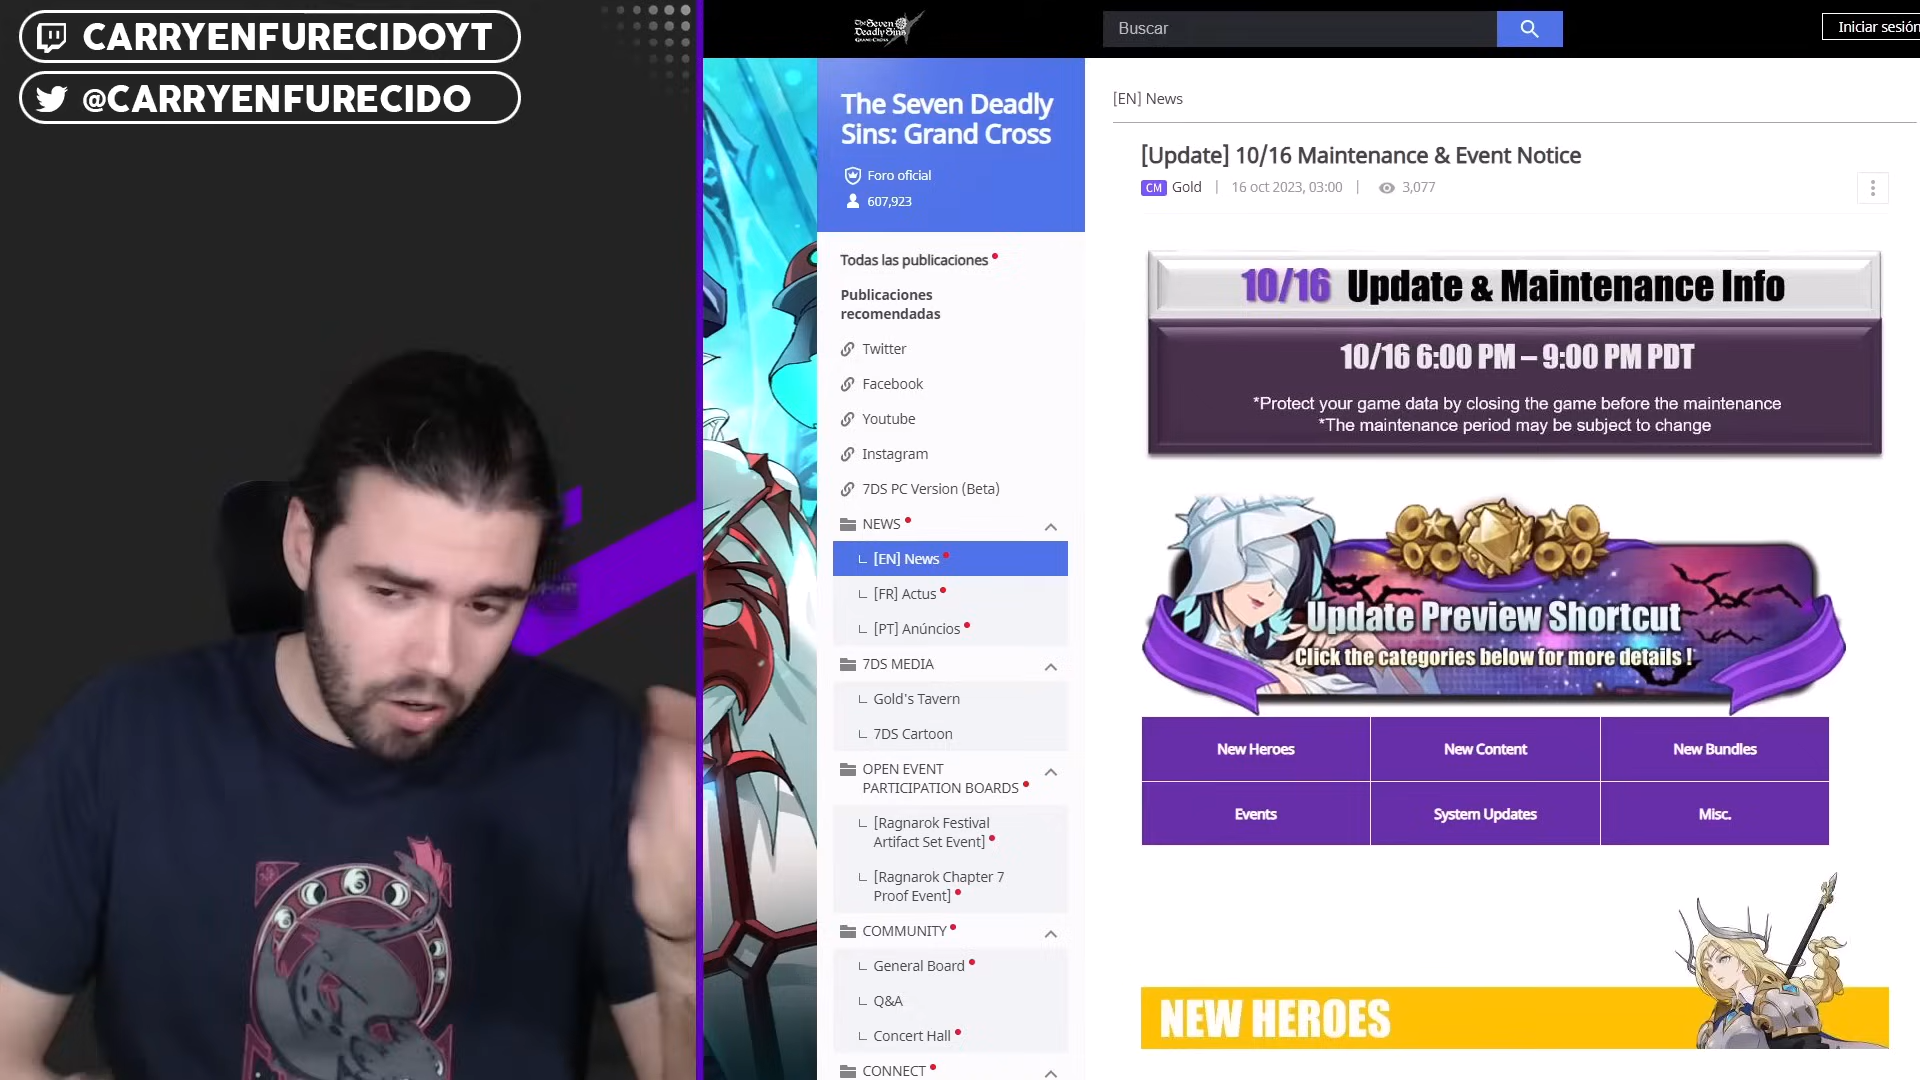 CARRYENFURECIDOYT
@CARRYENFURECIDO
The Seven
Deadly Sins
GRAND CROSS
Buscar
Iniciar sesión
The Seven Deadly
Sins: Grand Cross
Foro oficial
607,923
Todas las publicaciones
Publicaciones
recomendadas
Twitter
Facebook
Youtube
Instagram
7DS PC Version (Beta)
NEWS
[EN] News
[FR] Actus
[PT] Anúncios
7DS MEDIA
Gold's Tavern
7DS Cartoon
OPEN EVENT
PARTICIPATION BOARDS
[Ragnarok Festival
Artifact Set Event]
[Ragnarok Chapter 7
Proof Event]
COMMUNITY
General Board
Q&A
Concert Hall
CONNECT
[EN] News
[Update] 10/16 Maintenance & Event Notice
CM Gold | 16 oct 2023, 03:00 | 3,077
10/16 Update & Maintenance Info
10/16 6:00 PM – 9:00 PM PDT
*Protect your game data by closing the game before the maintenance
*The maintenance period may be subject to change
Update Preview Shortcut
Click the categories below for more details !
New Heroes
New Content
New Bundles
Events
System Updates
Misc.
NEW HEROES